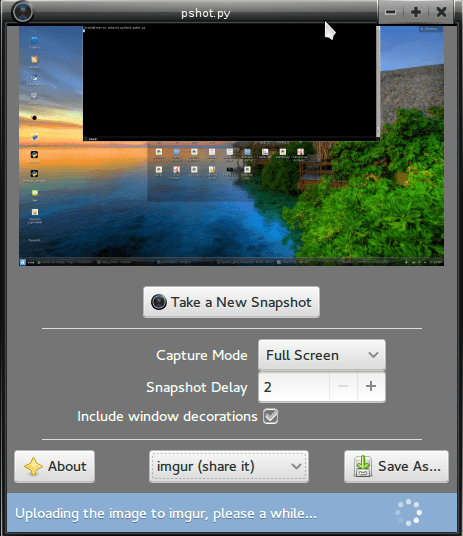 pshot.py
Take a New Snapshot
Capture Mode
Full Screen
Snapshot Delay
2
Include window decorations
About
imgur (share it)
Save As...
Uploading the image to imgur, please a while...